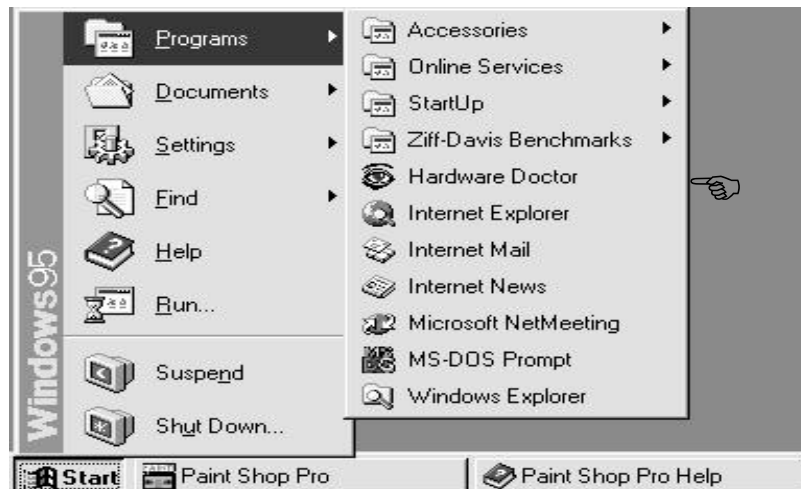 Programs
Documents
Settings
Find
Help
Run...
Suspend
Shut Down...
Windows95
Accessories
Online Services
StartUp
Ziff-Davis Benchmarks
Hardware Doctor
Internet Explorer
Internet Mail
Internet News
Microsoft NetMeeting
MS-DOS Prompt
Windows Explorer
Start
Paint Shop Pro
Paint Shop Pro Help